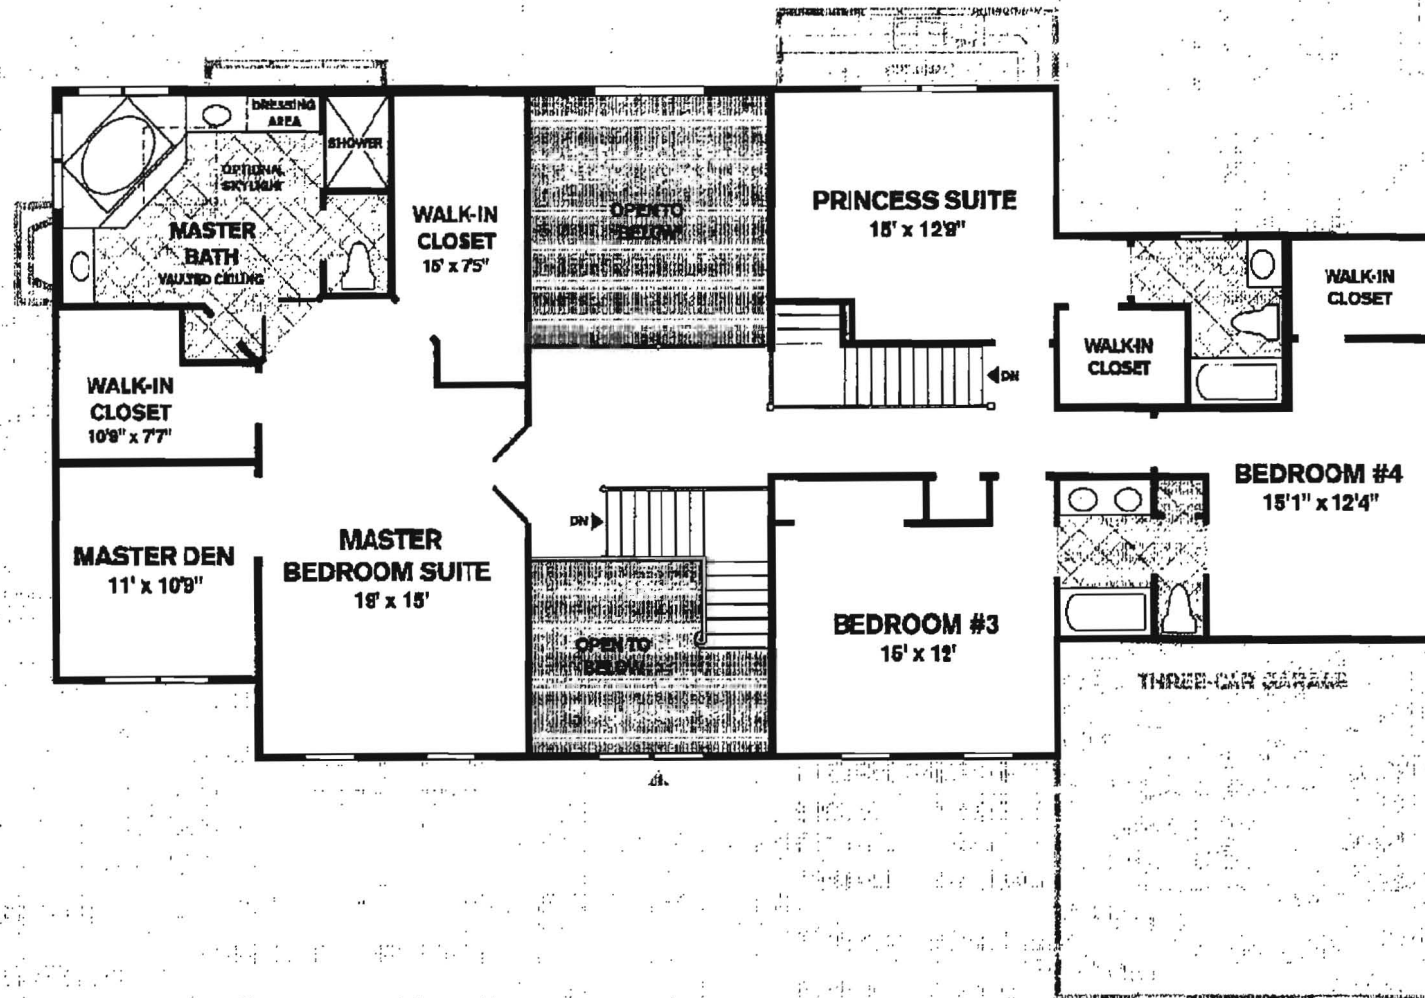 DRESSING
AREA
SHOWER
OPTIONAL
SKYLIGHT
MASTER
BATH
VAULTED CEILING
WALK-IN
CLOSET
15' x 7'5"
OPEN TO
BELOW
PRINCESS SUITE
15' x 12'9"
WALK-IN
CLOSET
WALK-IN
CLOSET
DN
WALK-IN
CLOSET
10'9" x 7'7"
MASTER DEN
11' x 10'9"
MASTER
BEDROOM SUITE
19' x 15'
DN
OPEN TO
BELOW
BEDROOM #3
15' x 12'
BEDROOM #4
15'1" x 12'4"
THREE-CAR GARAGE